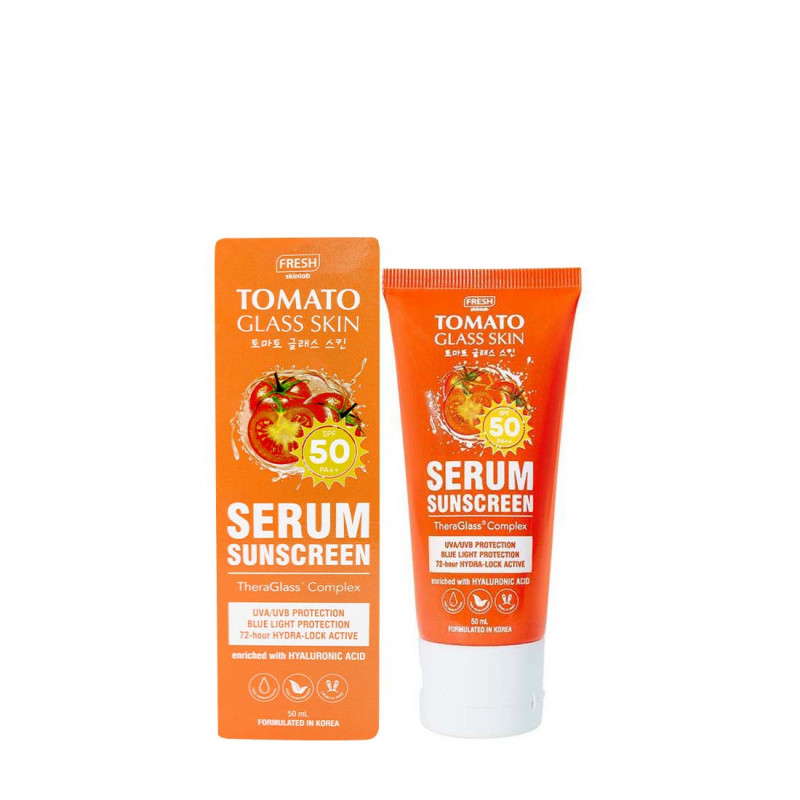 FRESH
skinlab
TOMATO
GLASS SKIN
토마토 글래스 스킨
SPF
50
PA++
SERUM
SUNSCREEN
TheraGlass® Complex
UVA/UVB PROTECTION
BLUE LIGHT PROTECTION
72-hour HYDRA-LOCK ACTIVE
enriched with HYALURONIC ACID
50 mL
FORMULATED IN KOREA
FRESH
skinlab
TOMATO
GLASS SKIN
토마토 글래스 스킨
SPF
50
PA++
SERUM
SUNSCREEN
TheraGlass® Complex
UVA/UVB PROTECTION
BLUE LIGHT PROTECTION
72-hour HYDRA-LOCK ACTIVE
enriched with HYALURONIC ACID
50 mL
FORMULATED IN KOREA